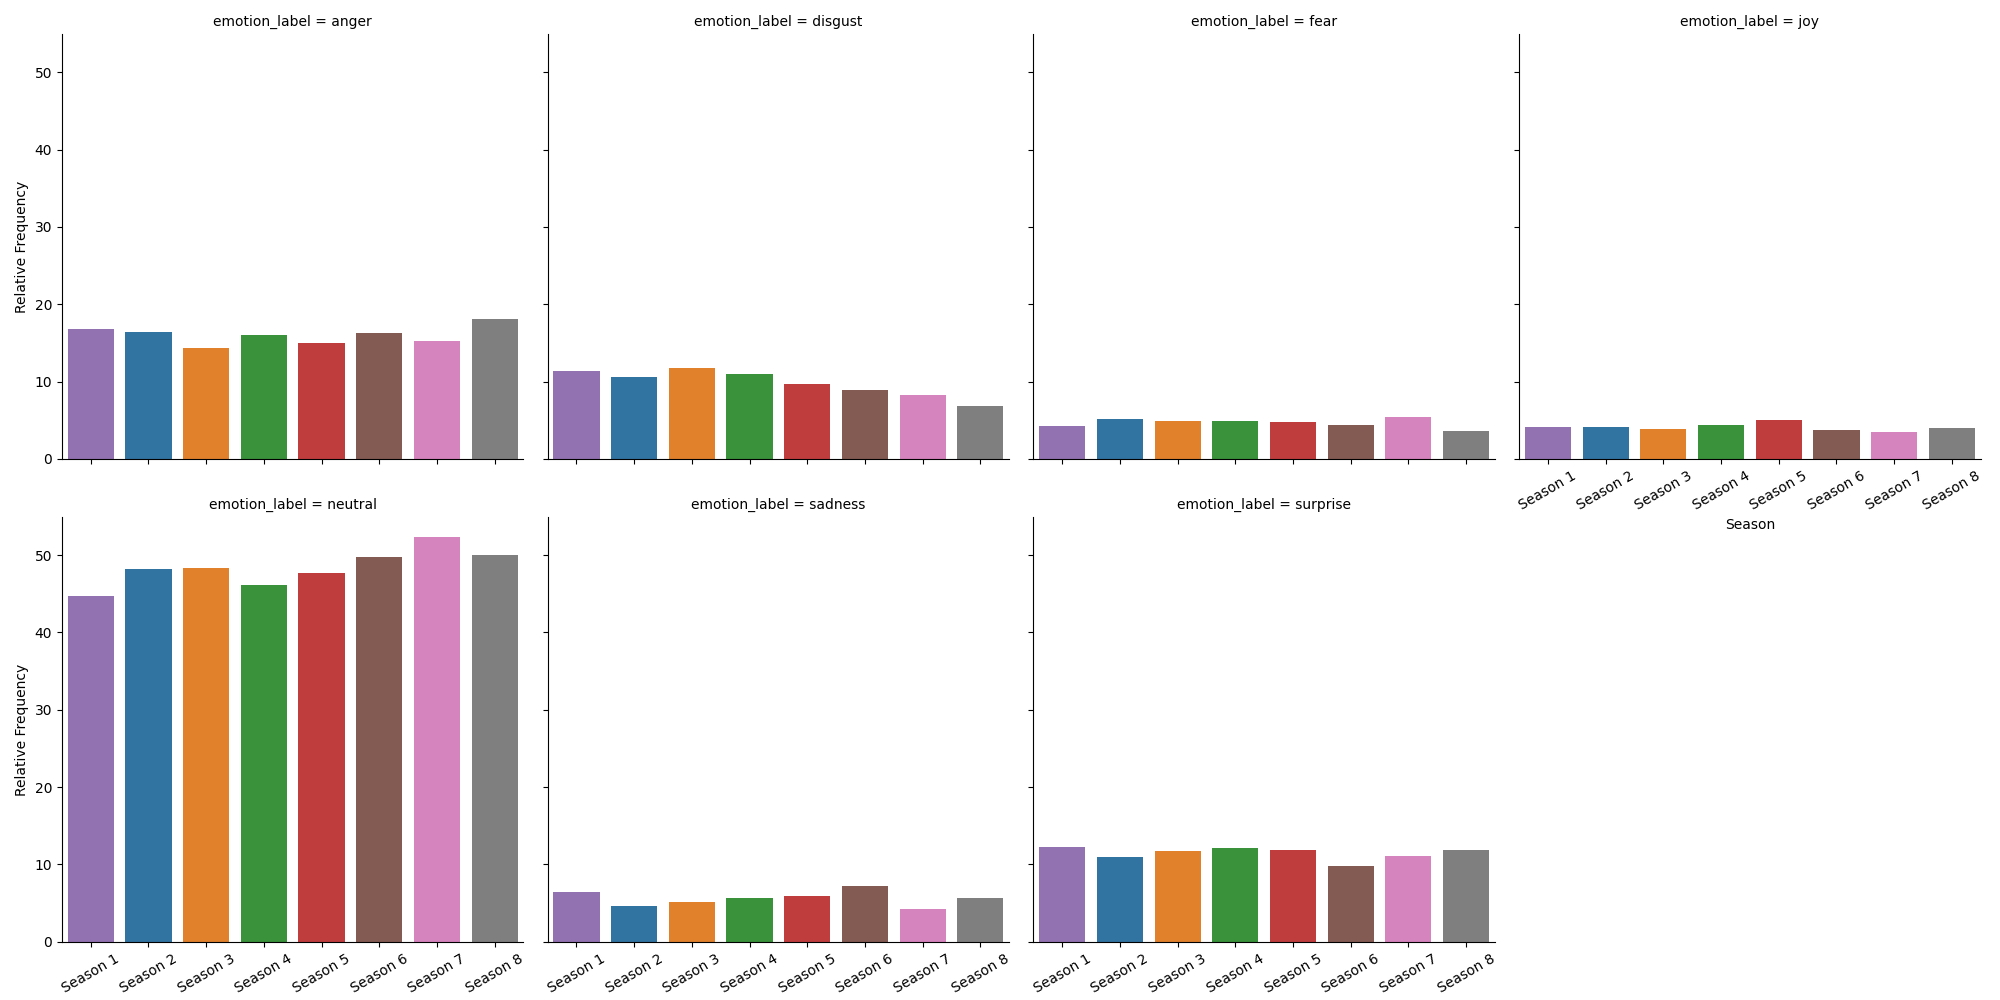 emotion_label = anger
emotion_label = disgust
emotion_label = fear
emotion_label = joy
Relative Frequency
50
40
30
20
10
0
Season 1
Season 2
Season 3
Season 4
Season 5
Season 6
Season 7
Season 8
Season
emotion_label = neutral
emotion_label = sadness
emotion_label = surprise
Relative Frequency
50
40
30
20
10
0
Season 1
Season 2
Season 3
Season 4
Season 5
Season 6
Season 7
Season 8
Season 1
Season 2
Season 3
Season 4
Season 5
Season 6
Season 7
Season 8
Season 1
Season 2
Season 3
Season 4
Season 5
Season 6
Season 7
Season 8